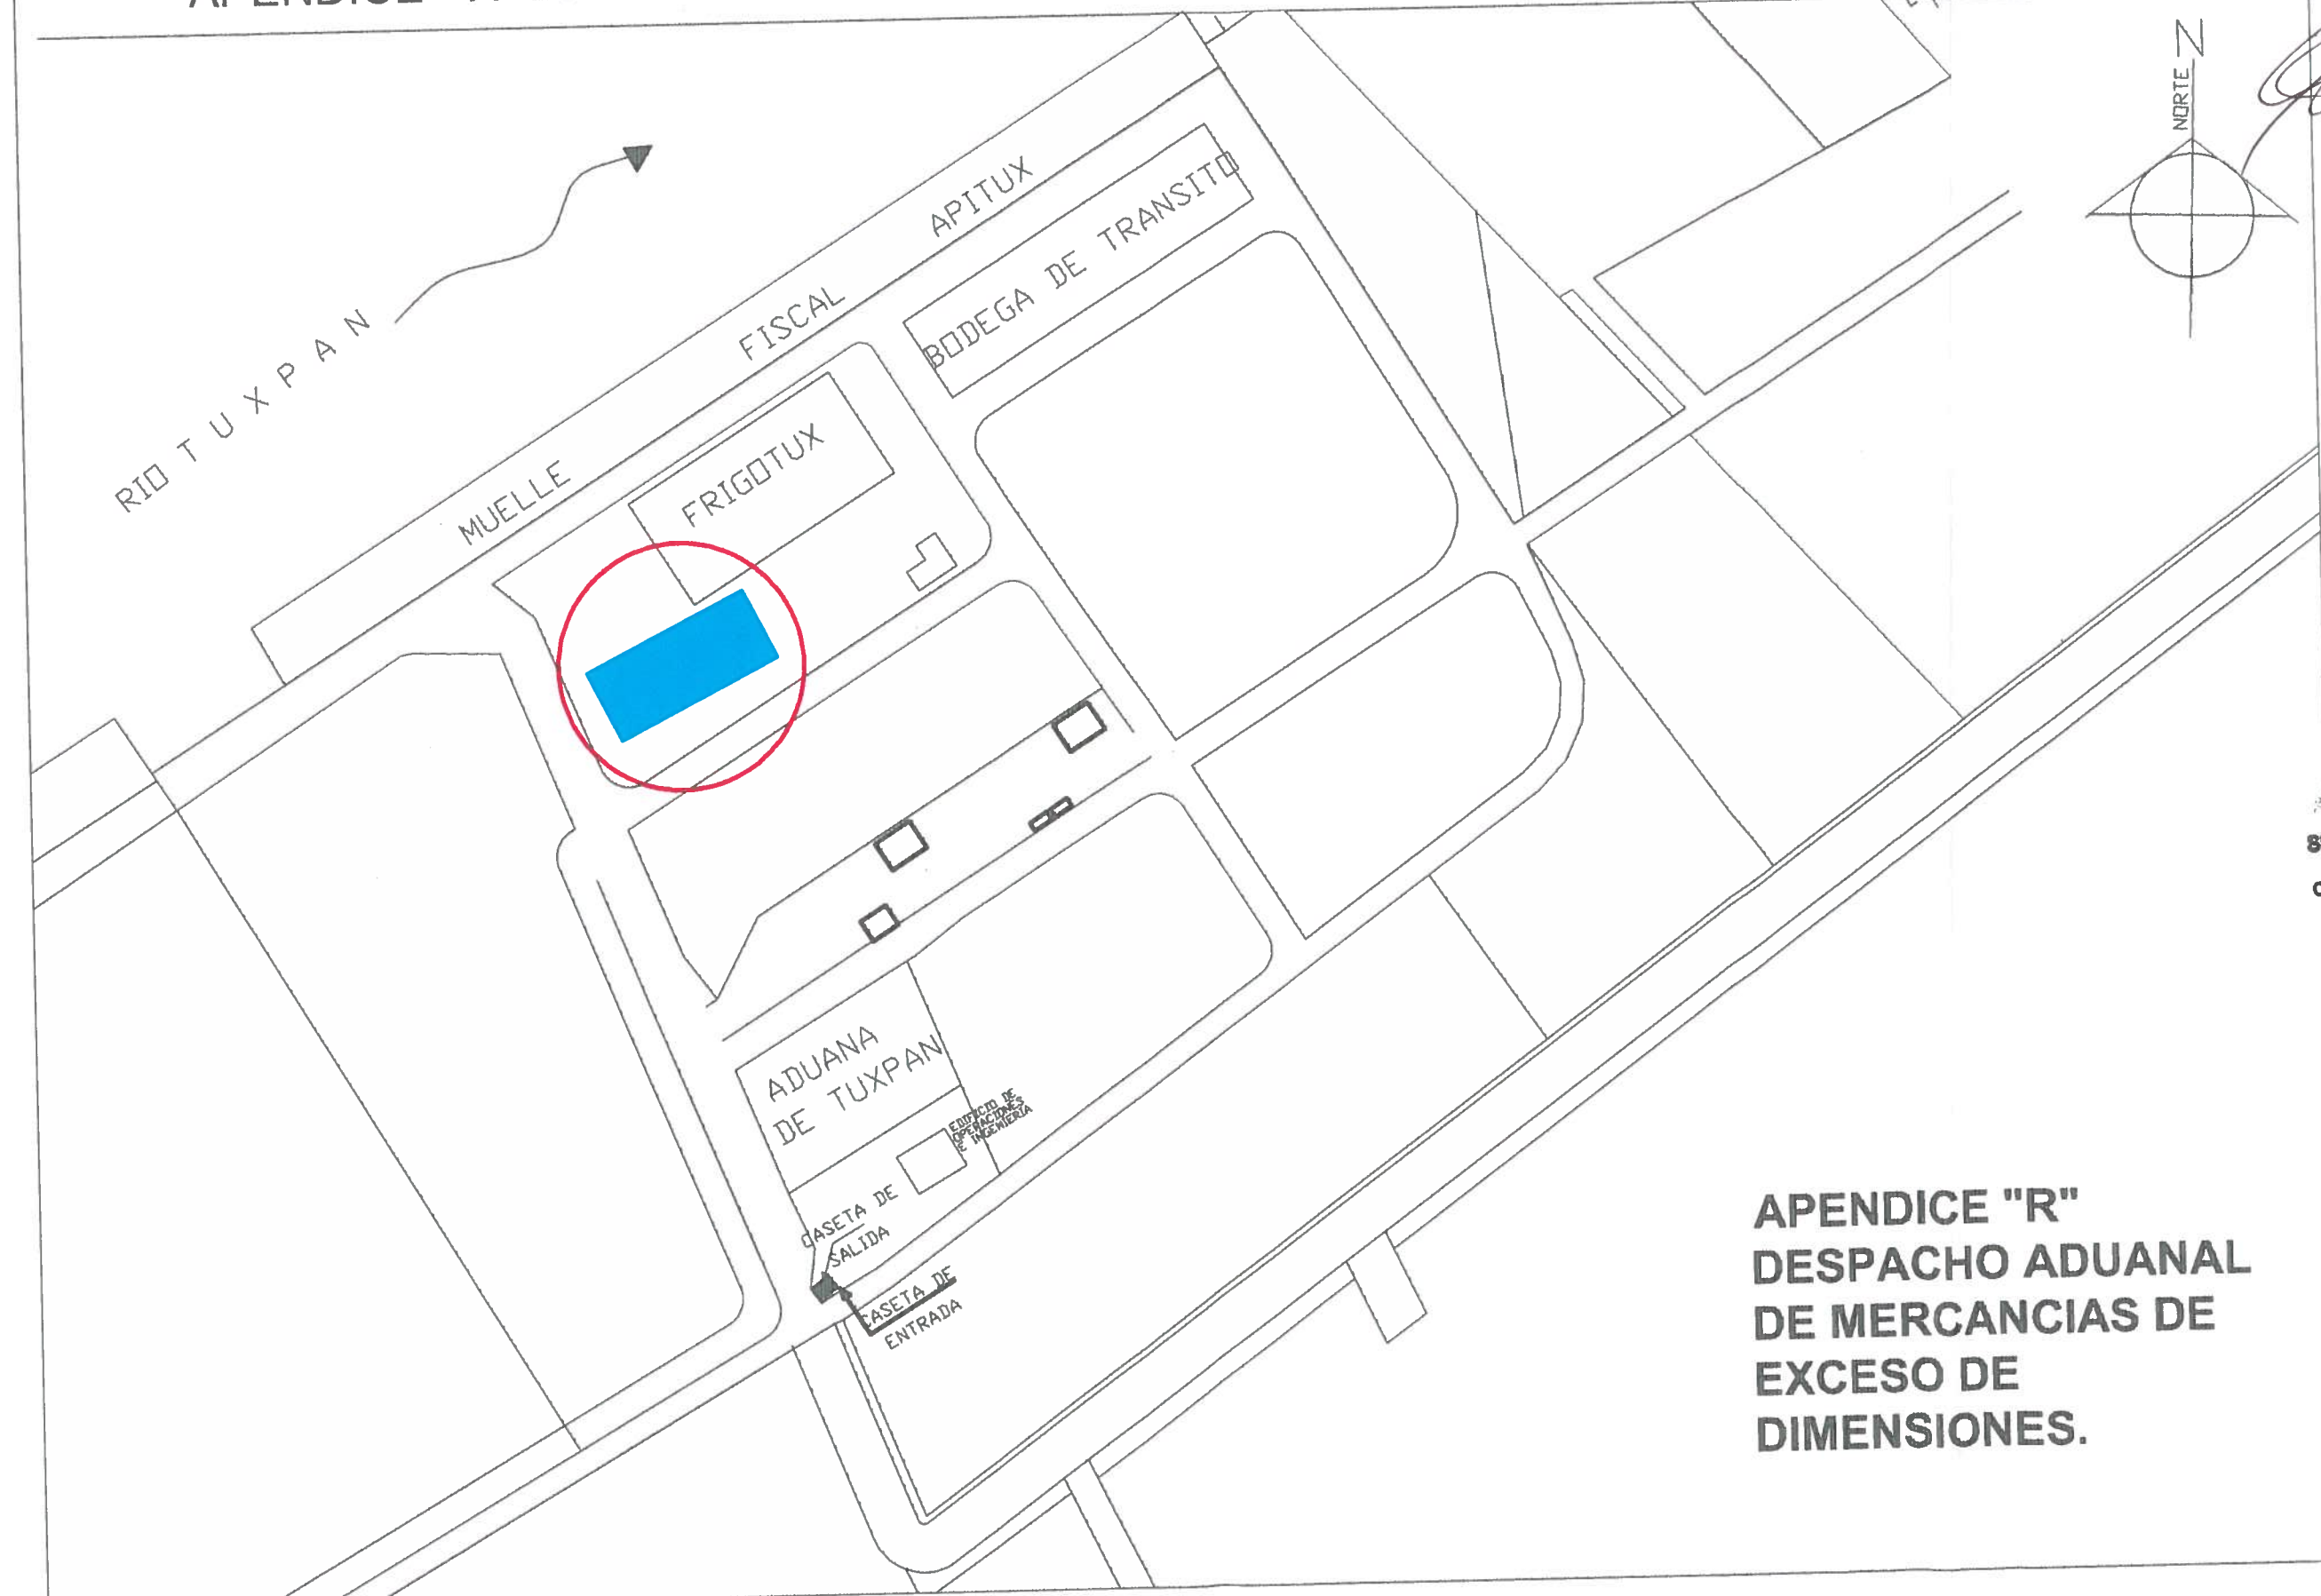 APENDICE
NORTE N
RIO TUXPAN
MUELLE FISCAL APITUX
BODEGA DE TRANSITO
FRIGOTUX
ADUANA
DE TUXPAN
EDIFICIO DE
OPERACIONES
E INGENIERIA
CASETA DE
SALIDA
CASETA DE
ENTRADA
APENDICE "R"
DESPACHO ADUANAL
DE MERCANCIAS DE
EXCESO DE
DIMENSIONES.